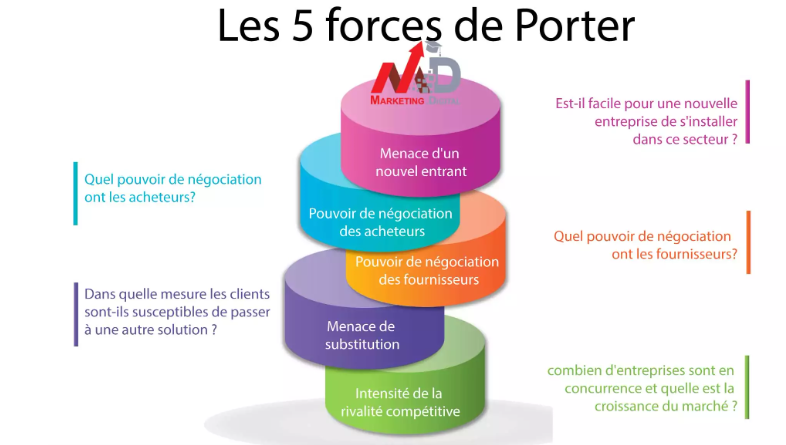 Les 5 forces de Porter
MARKETING
Menace d'un
nouvel entrant
Est-il facile pour une nouvelle
entreprise de s'installer
dans ce secteur ?
Quel pouvoir de négociation
ont les acheteurs?
Pouvoir de négociation
des acheteurs
Pouvoir de négociation
des fournisseurs
Quel pouvoir de négociation
ont les fournisseurs?
Dans quelle mesure les clients
sont-ils susceptibles de passer
à une autre solution ?
Menace de
substitution
Intensité de la
rivalité compétitive
combien d'entreprises sont en
concurrence et quelle est la
croissance du marché ?